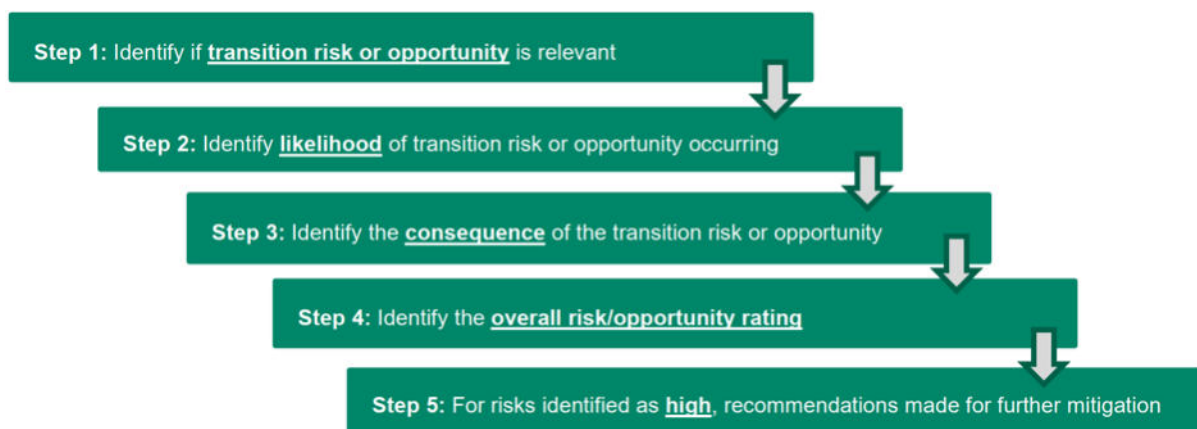 Step 1: Identify if transition risk or opportunity is relevant
Step 2: Identify likelihood of transition risk or opportunity occurring
Step 3: Identify the consequence of the transition risk or opportunity
Step 4: Identify the overall risk/opportunity rating
Step 5: For risks identified as high, recommendations made for further mitigation